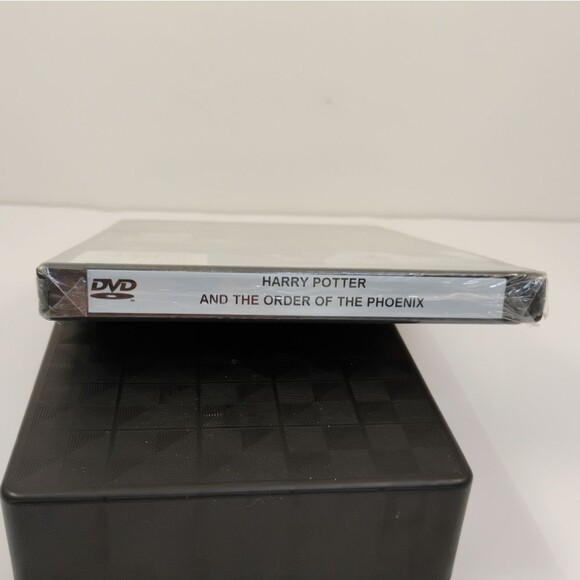 DVD
HARRY POTTER
AND THE ORDER OF THE PHOENIX